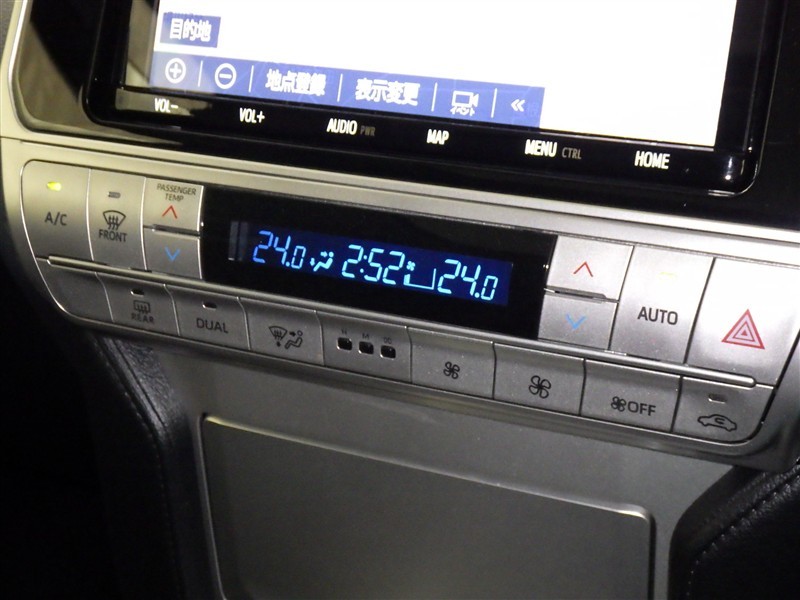 目的地
地点登録 表示変更 «
VOL- VOL+ AUDIO PWR MAP MENU CTRL HOME
A/C FRONT PASSENGER TEMP
24.0 2:52 24.0
AUTO
REAR DUAL
OFF